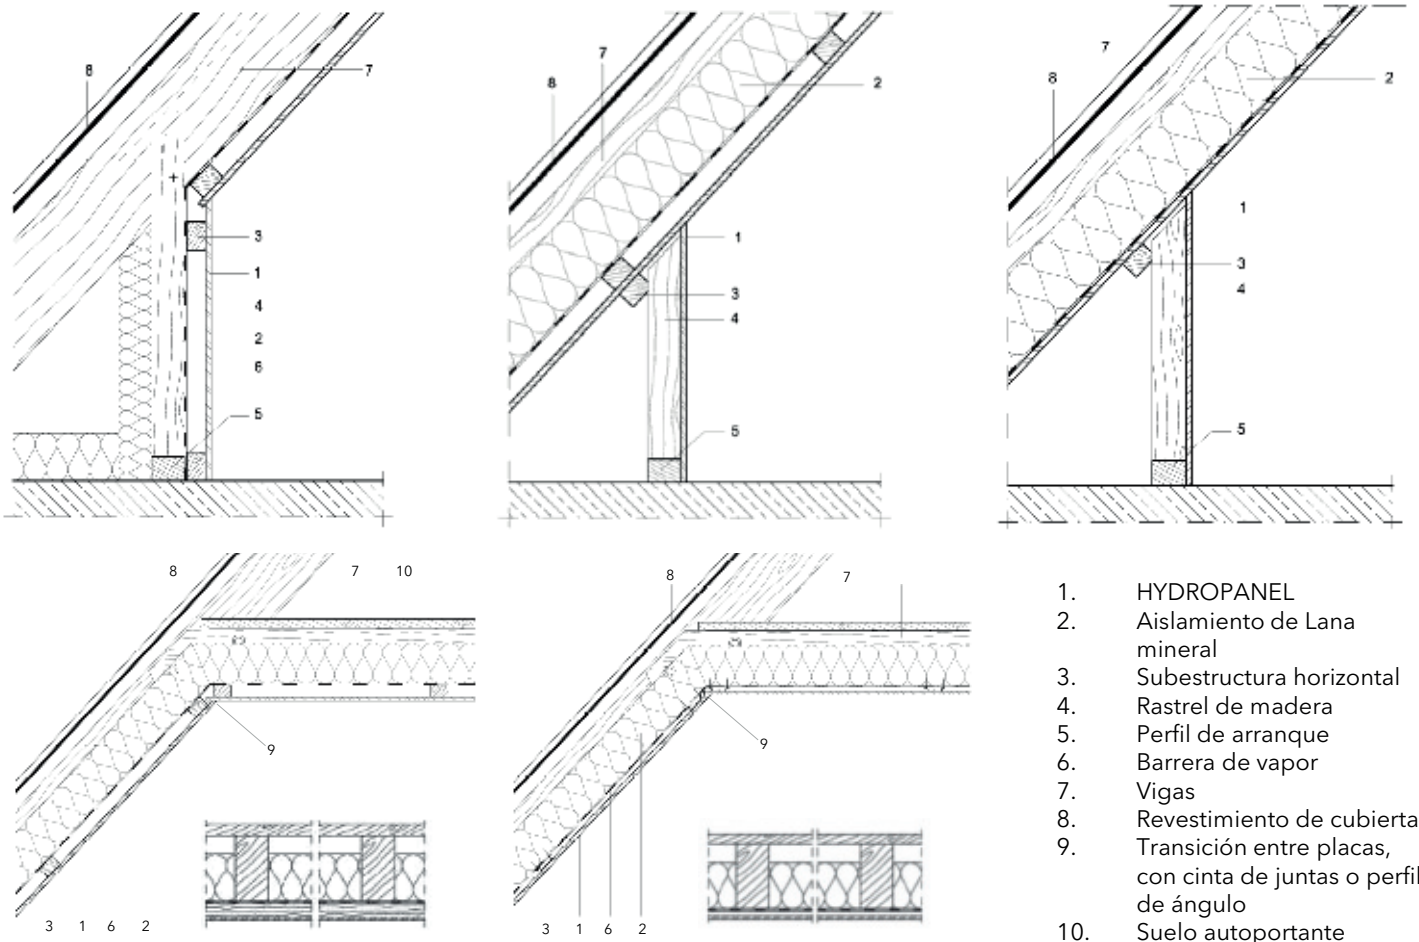 8
7
3
1
4
2
6
5
7
8
2
1
3
4
5
7
8
2
1
3
4
5
8 7 10
9
3 1 6 2
8 7
9
3 1 6 2
1. HYDROPANEL
2. Aislamiento de Lana
mineral
3. Subestructura horizontal
4. Rastrel de madera
5. Perfil de arranque
6. Barrera de vapor
7. Vigas
8. Revestimiento de cubierta
9. Transición entre placas,
con cinta de juntas o perfil
de ángulo
10. Suelo autoportante